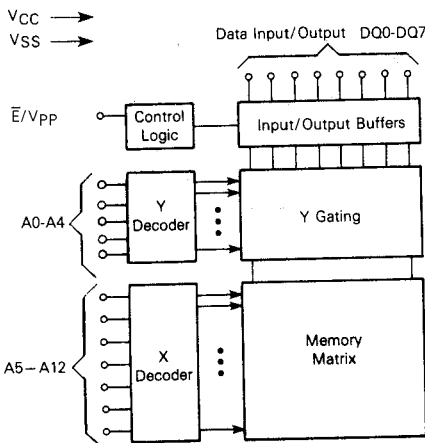 VCC
VSS
Data Input/Output DQ0-DQ7
E̅/VPP
Control
Logic
Input/Output Buffers
A0-A4
Y
Decoder
Y Gating
A5-A12
X
Decoder
Memory
Matrix